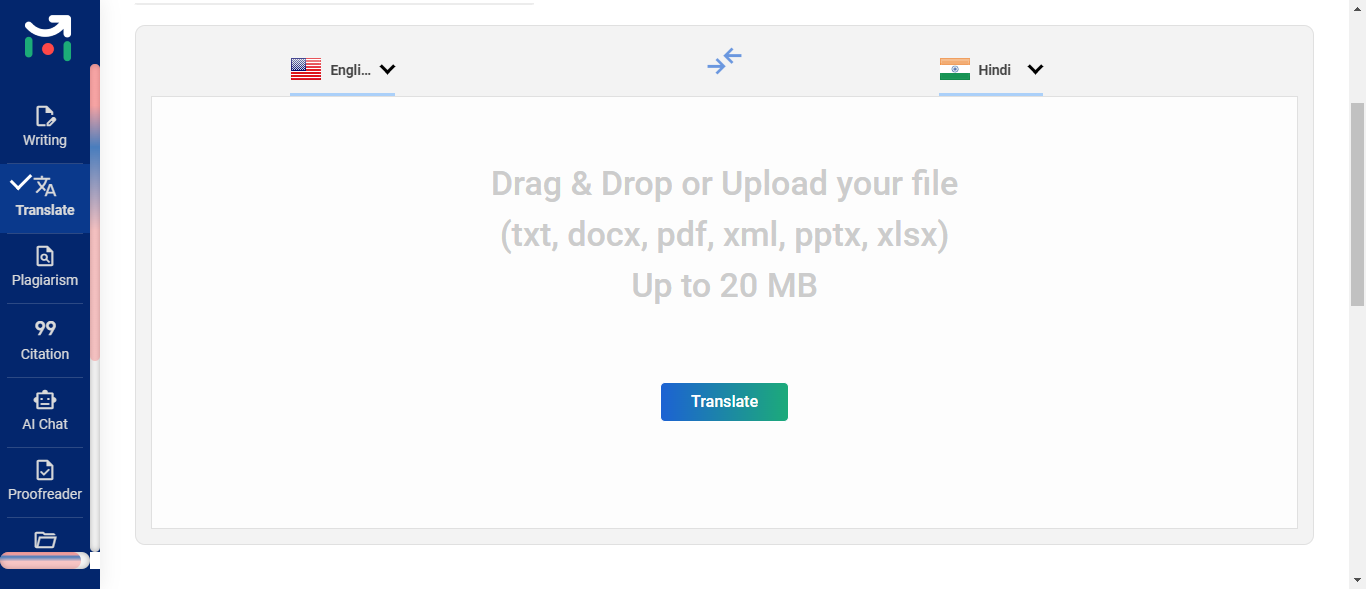 Engli...
Hindi
Drag & Drop or Upload your file
(txt, docx, pdf, xml, pptx, xlsx)
Up to 20 MB
Translate
Writing
Translate
Plagiarism
Citation
AI Chat
Proofreader